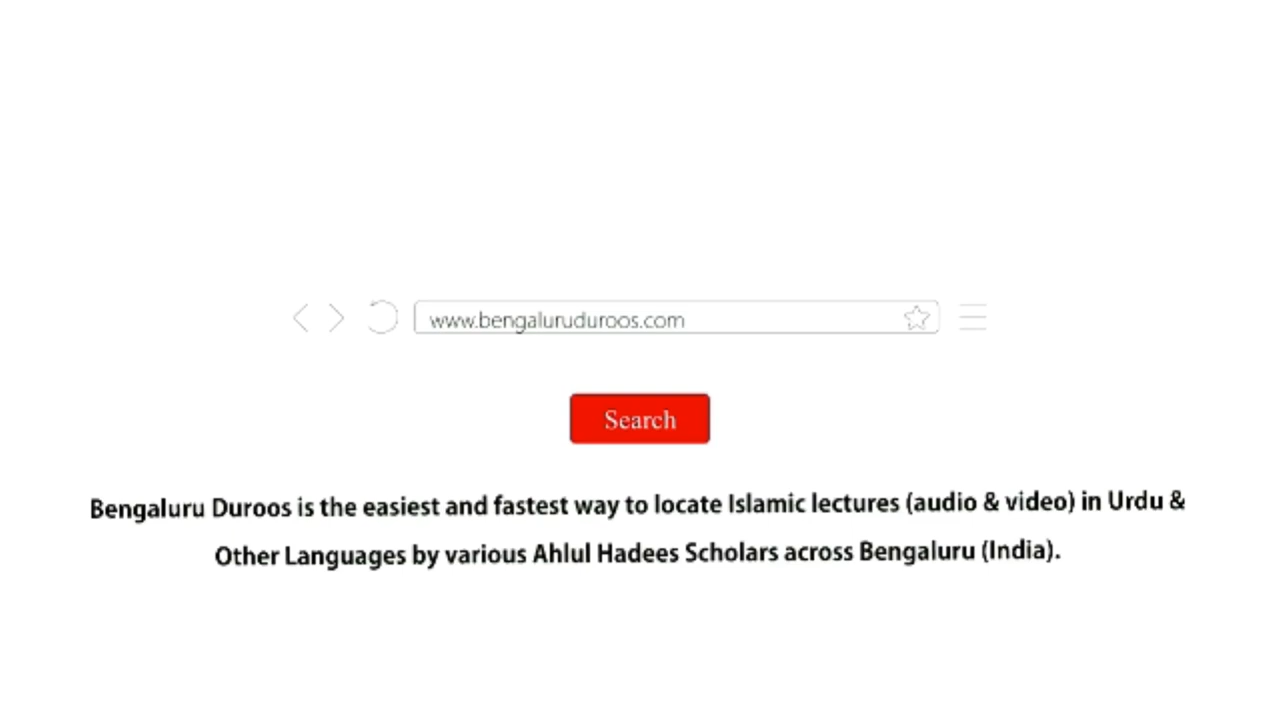 www.bengaluruduroos.com
Search
Bengaluru Duroos is the easiest and fastest way to locate Islamic lectures (audio & video) in Urdu &
Other Languages by various Ahlul Hadees Scholars across Bengaluru (India).